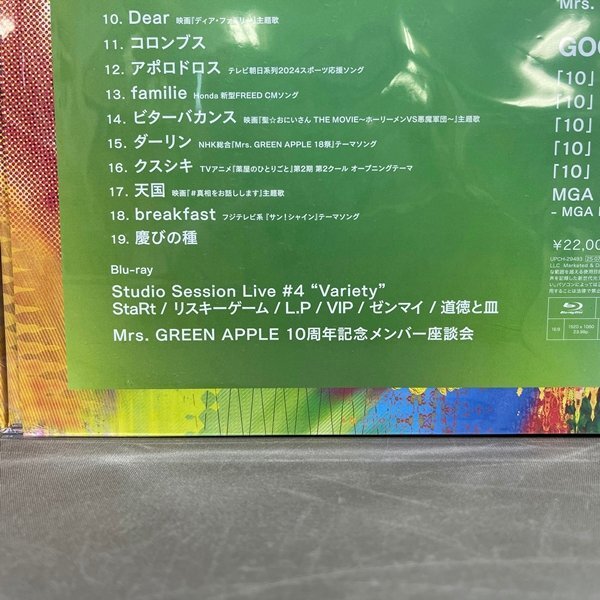 10. Dear 映画『ディア・ファミリー』主題歌
11. コロンブス
12. アポロドロス テレビ朝日系列2024スポーツ応援ソング
13. familie Honda 新型FREED CMソング
14. ビターバカンス 映画『聖☆おにいさん THE MOVIE〜ホーリーメンVS悪魔軍団〜』主題歌
15. ダーリン NHK総合『Mrs. GREEN APPLE 18祭』テーマソング
16. クスシキ TVアニメ『薬屋のひとりごと』第2期 第2クール オープニングテーマ
17. 天国 映画『#真相をお話しします』主題歌
18. breakfast フジテレビ系『サン!シャイン』テーマソング
19. 慶びの種
Blu-ray
Studio Session Live #4 “Variety”
StaRt / リスキーゲーム / L.P / VIP / ゼンマイ / 道徳と皿
Mrs. GREEN APPLE 10周年記念メンバー座談会
Mrs.
GOO
「10」
「10」
「10」
「10」
「10」
MGA
- MGA
¥22,00
UPCH-29493
LLC. Marketed & D
Blu-ray Disc
16:9